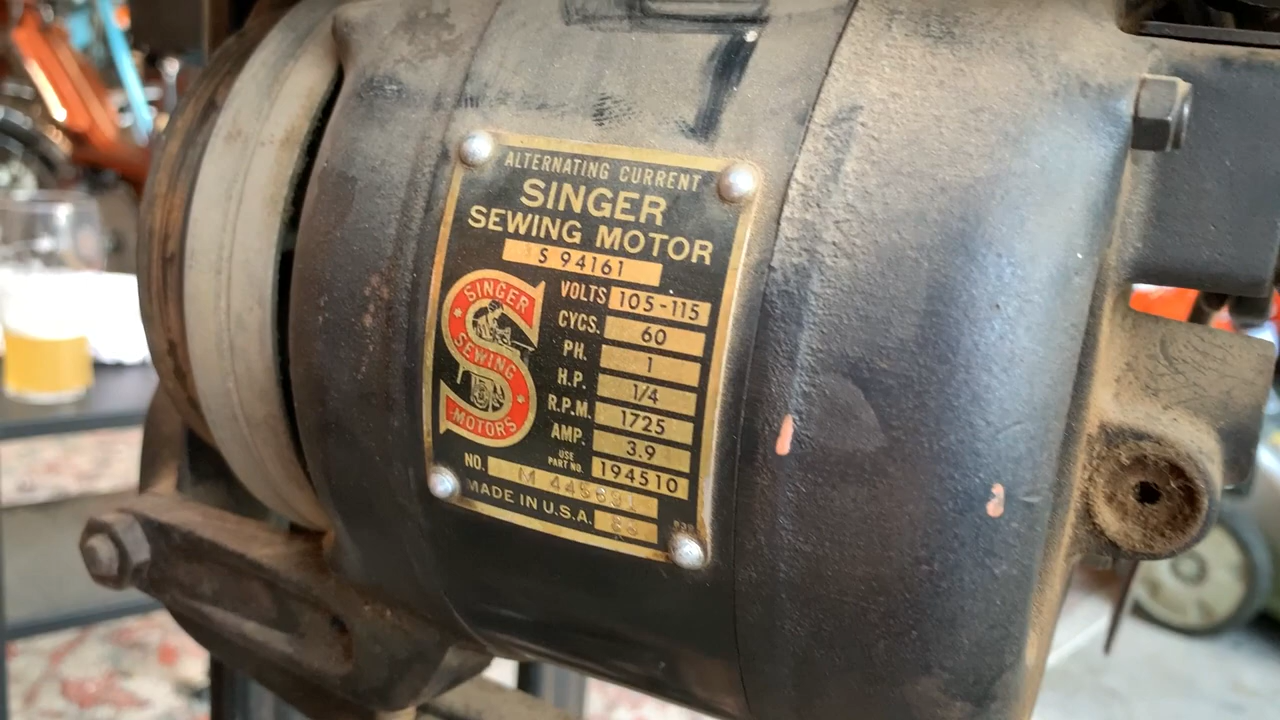 ALTERNATING CURRENT
SINGER
SEWING MOTOR
S 94161
VOLTS 105-115
CYCS. 60
PH. 1
H.P. 1/4
R.P.M. 1725
AMP. 3.9
USE PART NO. 194510
NO.
MADE IN U.S.A.
SINGER
SEWING
MOTORS